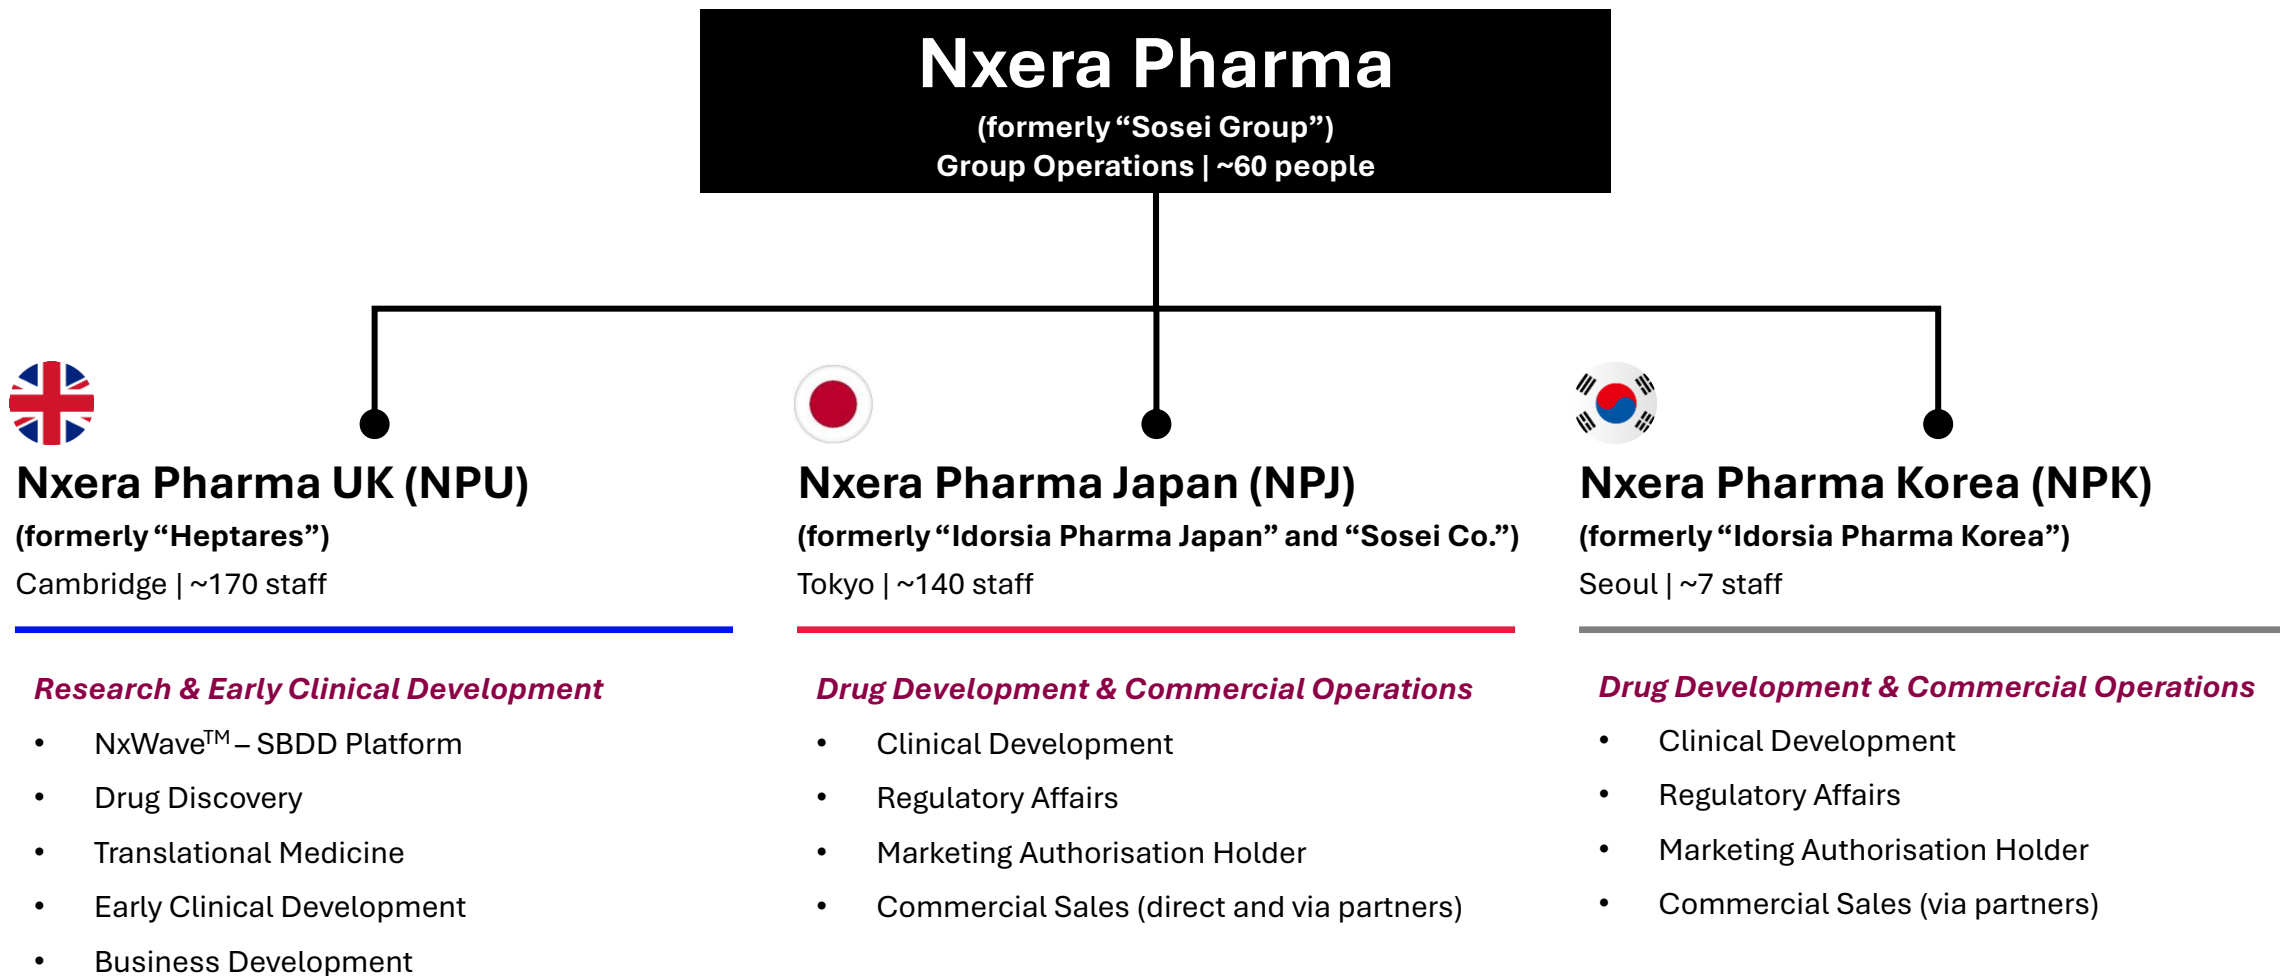 Nxera Pharma
(formerly “Sosei Group”)
Group Operations | ~60 people
Nxera Pharma UK (NPU)
(formerly “Heptares”)
Cambridge | ~170 staff
Research & Early Clinical Development
• NxWave™ – SBDD Platform
• Drug Discovery
• Translational Medicine
• Early Clinical Development
• Business Development
Nxera Pharma Japan (NPJ)
(formerly “Idorsia Pharma Japan” and “Sosei Co.”)
Tokyo | ~140 staff
Drug Development & Commercial Operations
• Clinical Development
• Regulatory Affairs
• Marketing Authorisation Holder
• Commercial Sales (direct and via partners)
Nxera Pharma Korea (NPK)
(formerly “Idorsia Pharma Korea”)
Seoul | ~7 staff
Drug Development & Commercial Operations
• Clinical Development
• Regulatory Affairs
• Marketing Authorisation Holder
• Commercial Sales (via partners)